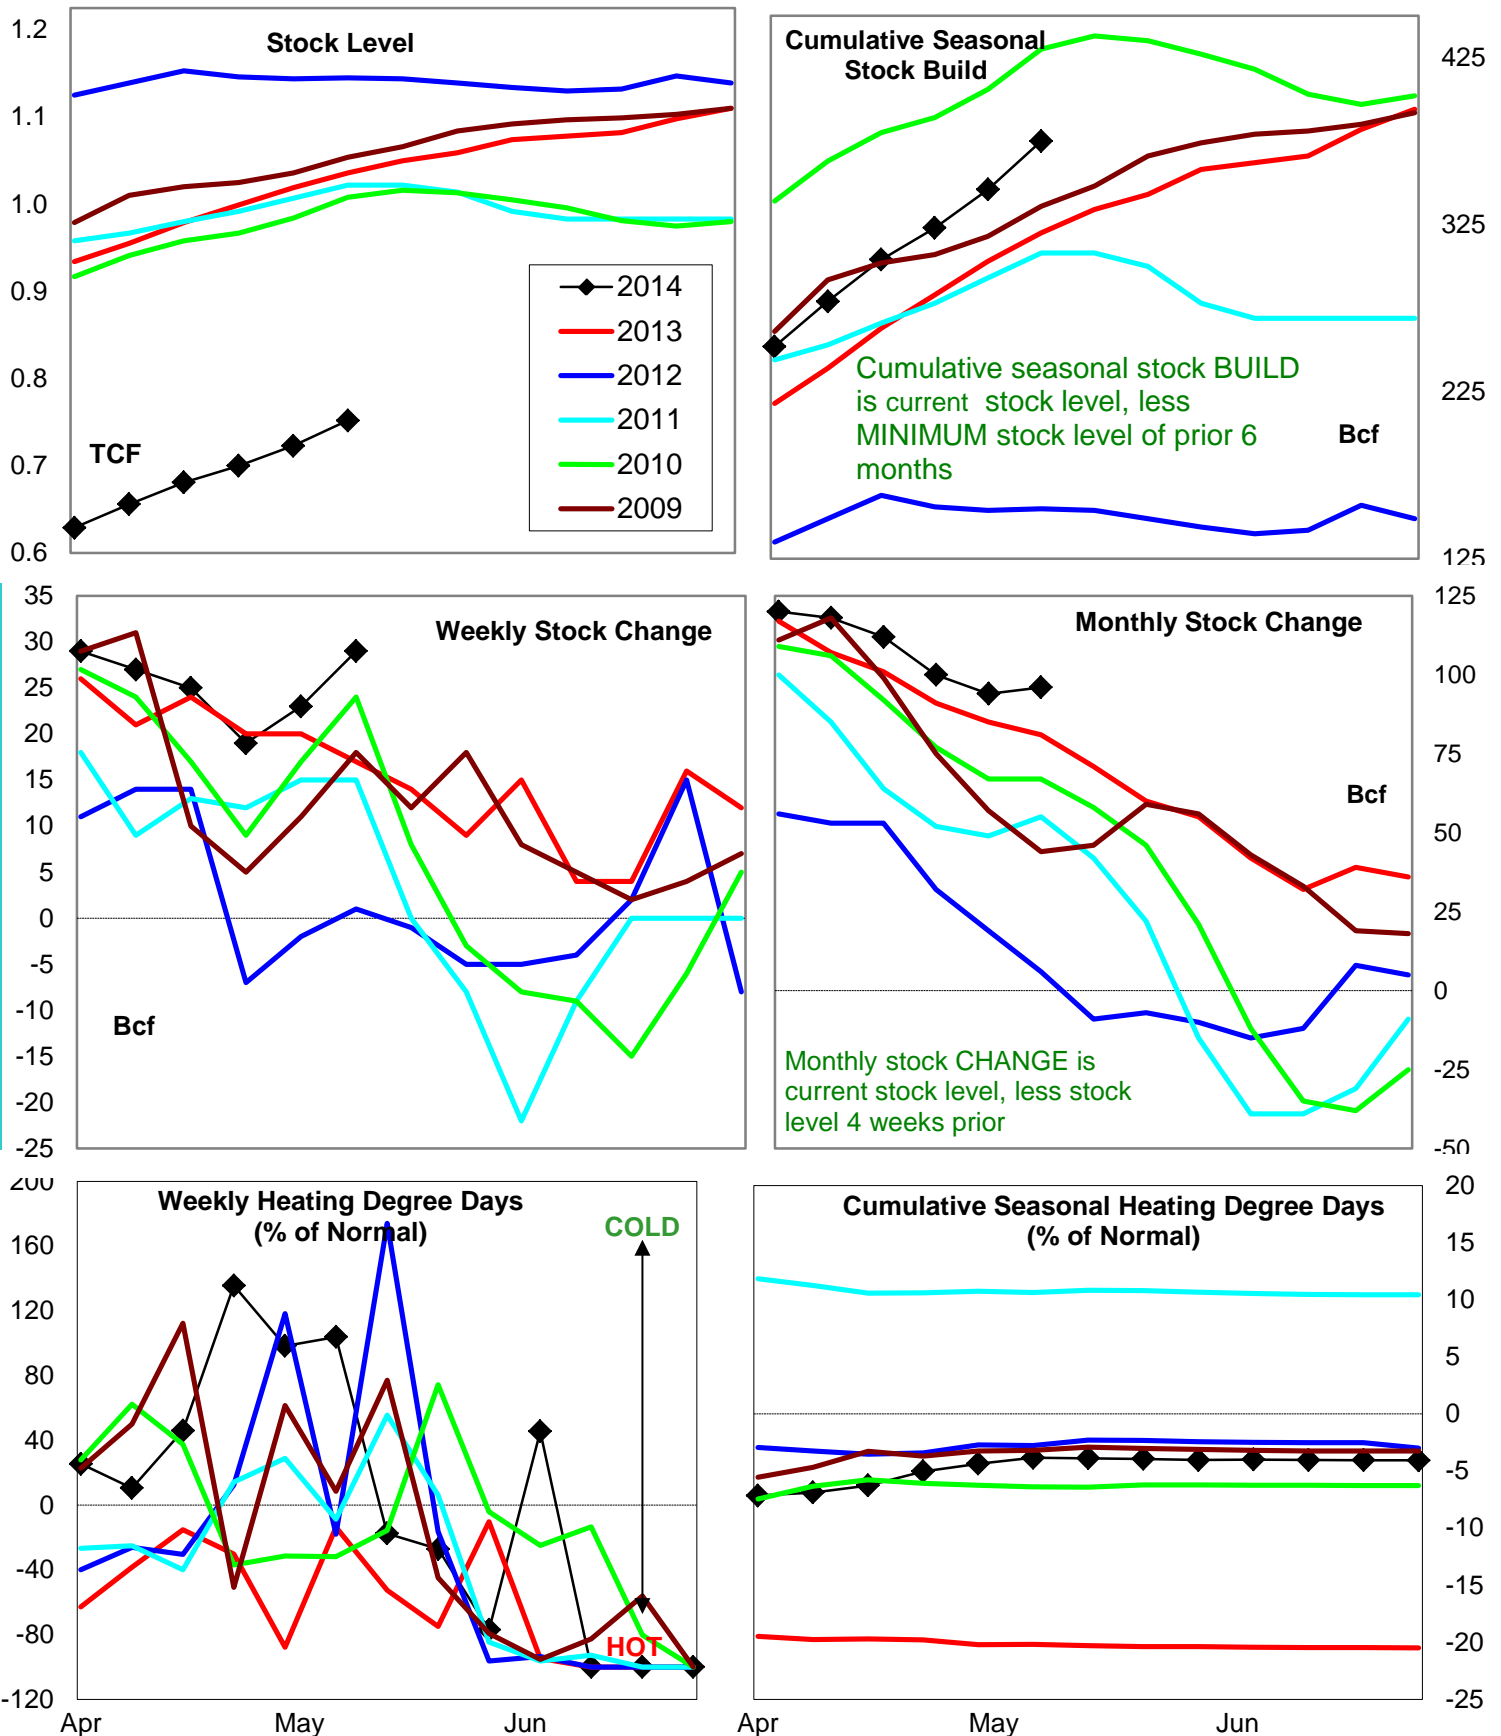 Stock Level
1.2
1.1
1.0
0.9
0.8
0.7
0.6
TCF
2014
2013
2012
2011
2010
2009
Cumulative Seasonal
Stock Build
425
325
225
125
Cumulative seasonal stock BUILD
is current stock level, less
MINIMUM stock level of prior 6
months
Bcf
Weekly Stock Change
35
30
25
20
15
10
5
0
-5
-10
-15
-20
-25
Bcf
Monthly Stock Change
125
100
75
50
25
0
-25
-50
Bcf
Monthly stock CHANGE is
current stock level, less stock
level 4 weeks prior
Weekly Heating Degree Days
(% of Normal)
200
160
120
80
40
0
-40
-80
-120
COLD
HOT
Apr
May
Jun
Cumulative Seasonal Heating Degree Days
(% of Normal)
20
15
10
5
0
-5
-10
-15
-20
-25
Apr
May
Jun